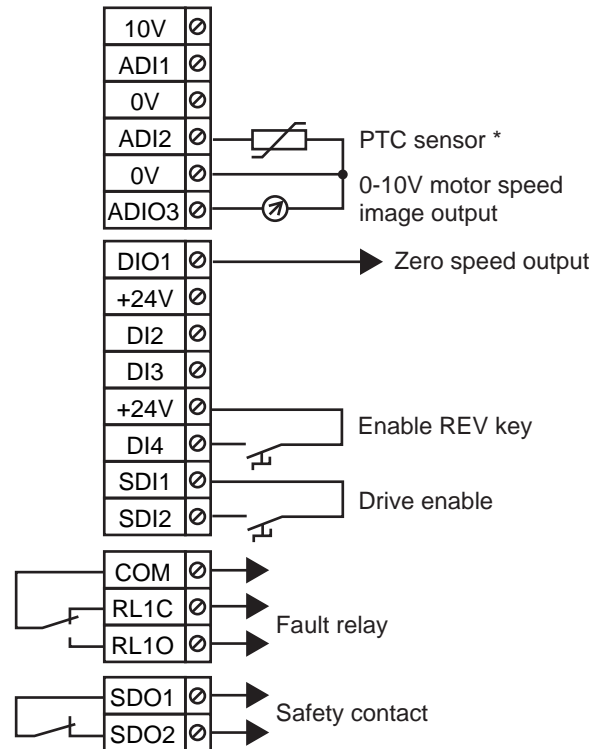 10V
ADI1
0V
ADI2
PTC sensor *
0V
0-10V motor speed
image output
ADIO3
DIO1
Zero speed output
+24V
DI2
DI3
+24V
Enable REV key
DI4
SDI1
Drive enable
SDI2
COM
RL1C
Fault relay
RL1O
SDO1
Safety contact
SDO2